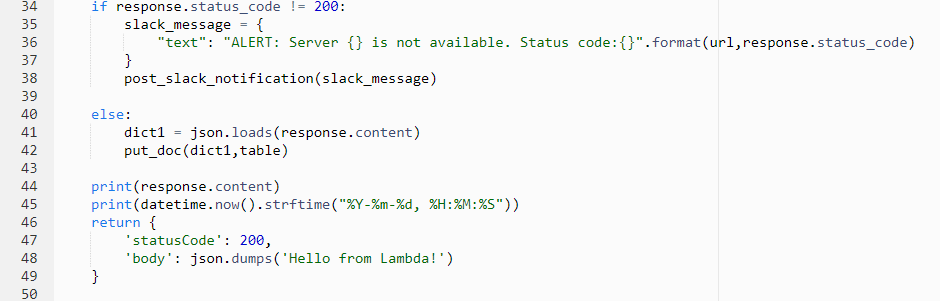 34 if response.status_code != 200:
35 slack_message = {
36 "text": "ALERT: Server {} is not available. Status code:{}".format(url,response.status_code)
37 }
38 post_slack_notification(slack_message)
39
40 else:
41 dict1 = json.loads(response.content)
42 put_doc(dict1,table)
43
44 print(response.content)
45 print(datetime.now().strftime("%Y-%m-%d, %H:%M:%S"))
46 return {
47 'statusCode': 200,
48 'body': json.dumps('Hello from Lambda!')
49 }
50